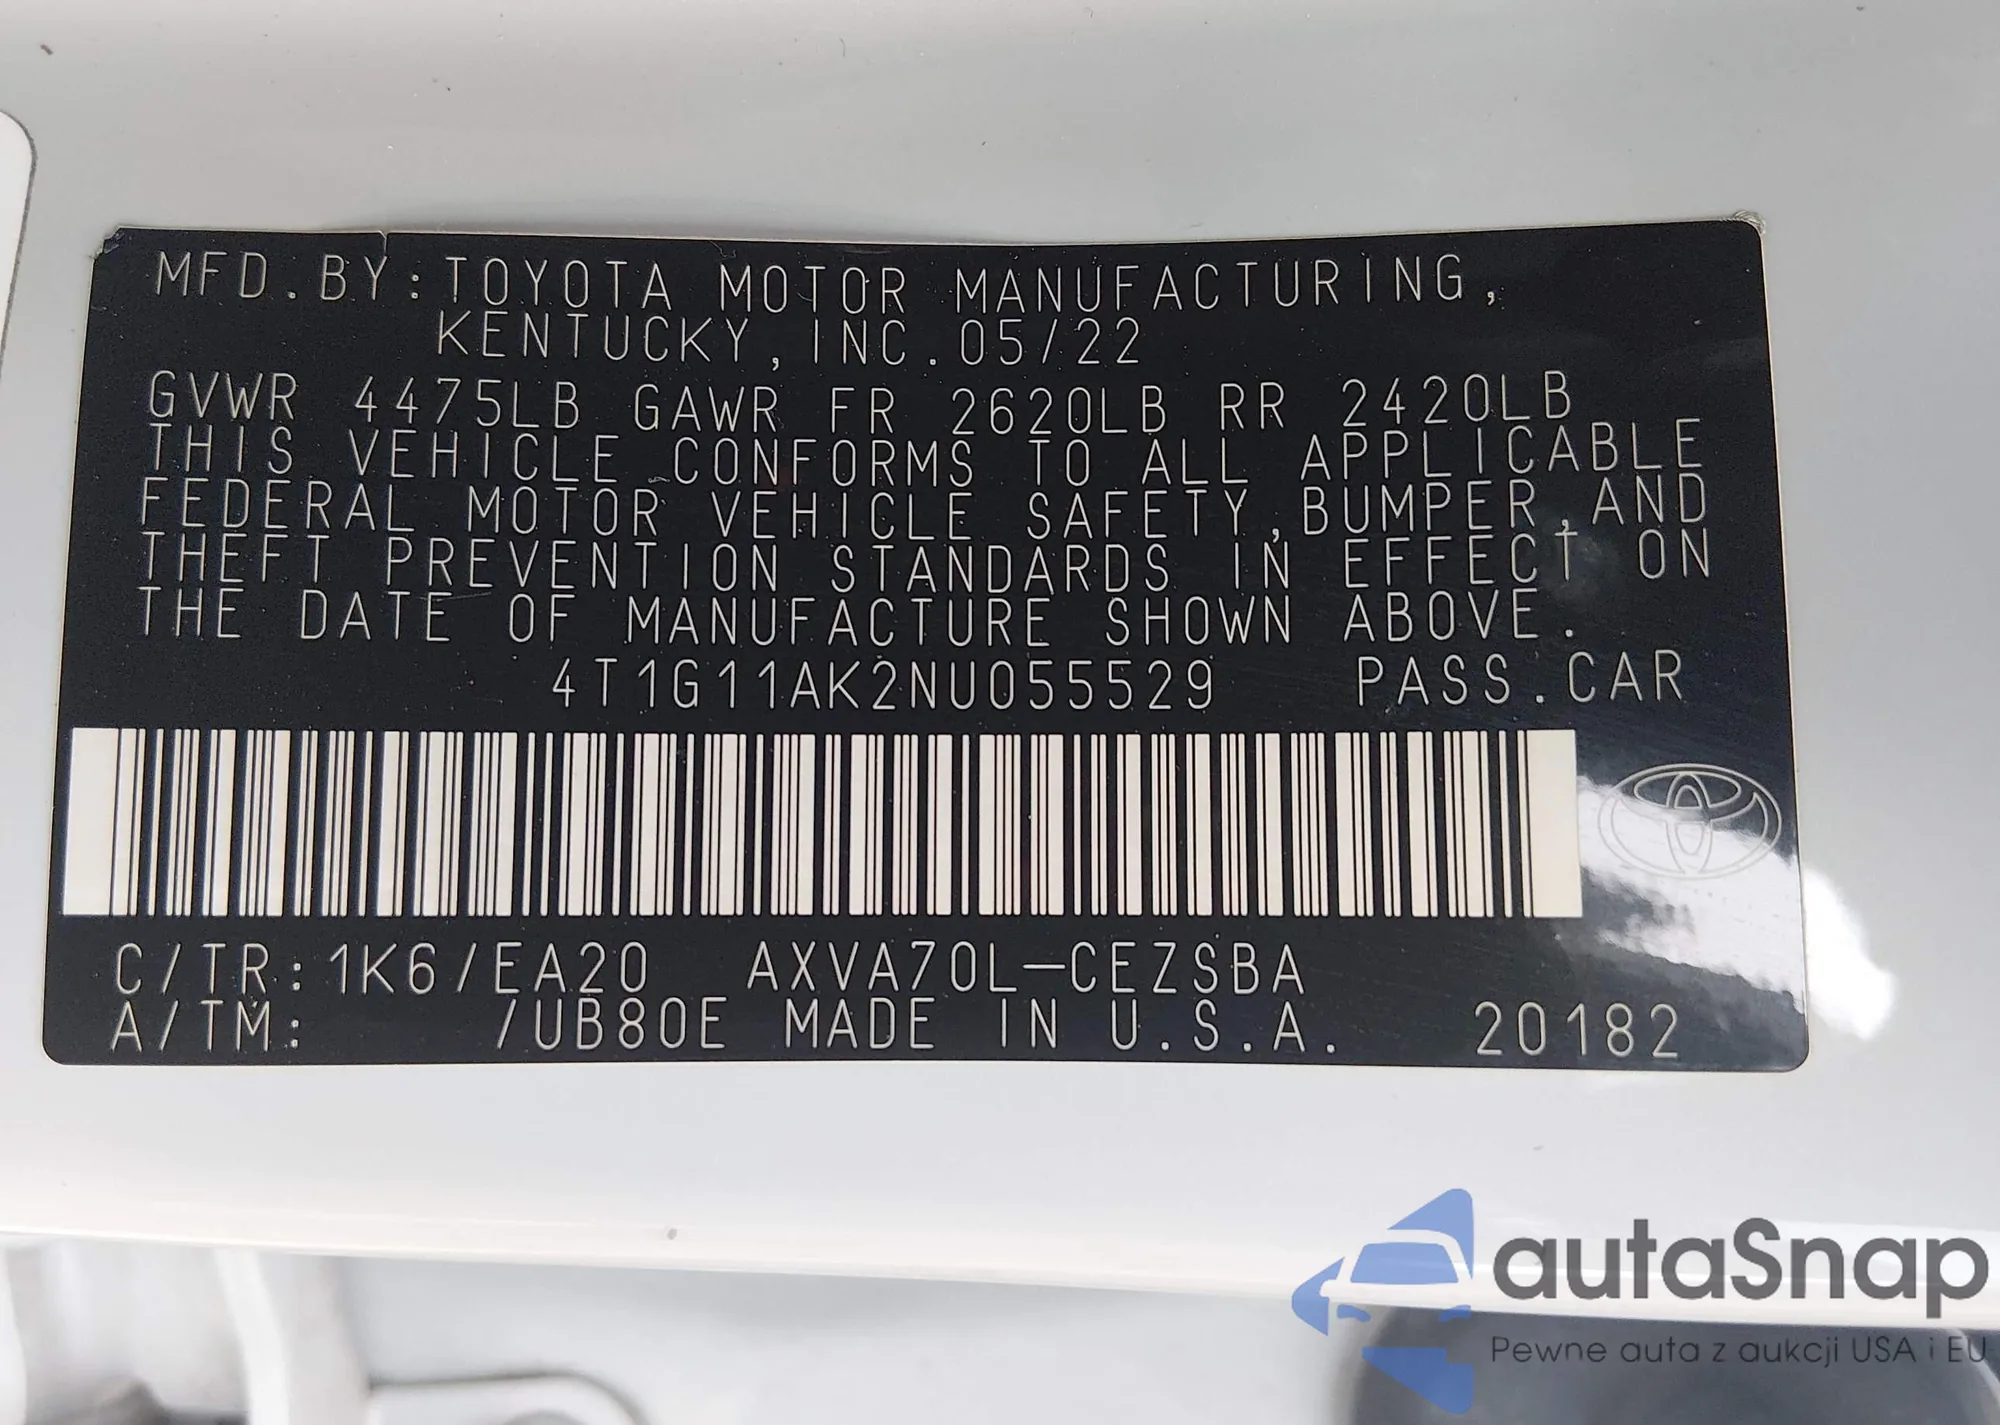 MFD.BY:TOYOTA MOTOR MANUFACTURING,
KENTUCKY,INC.05/22
GVWR 4475LB GAWR FR 2620LB RR 2420LB
THIS VEHICLE CONFORMS TO ALL APPLICABLE
FEDERAL MOTOR VEHICLE SAFETY,BUMPER,AND
THEFT PREVENTION STANDARDS IN EFFECT ON
THE DATE OF MANUFACTURE SHOWN ABOVE.
4T1G11AK2NU055529 PASS.CAR
C/TR:1K6/EA20 AXVA70L-CEZSBA
A/TM: /UB80E MADE IN U.S.A. 20182
autaSnap
Pewne auta z aukcji USA i EU